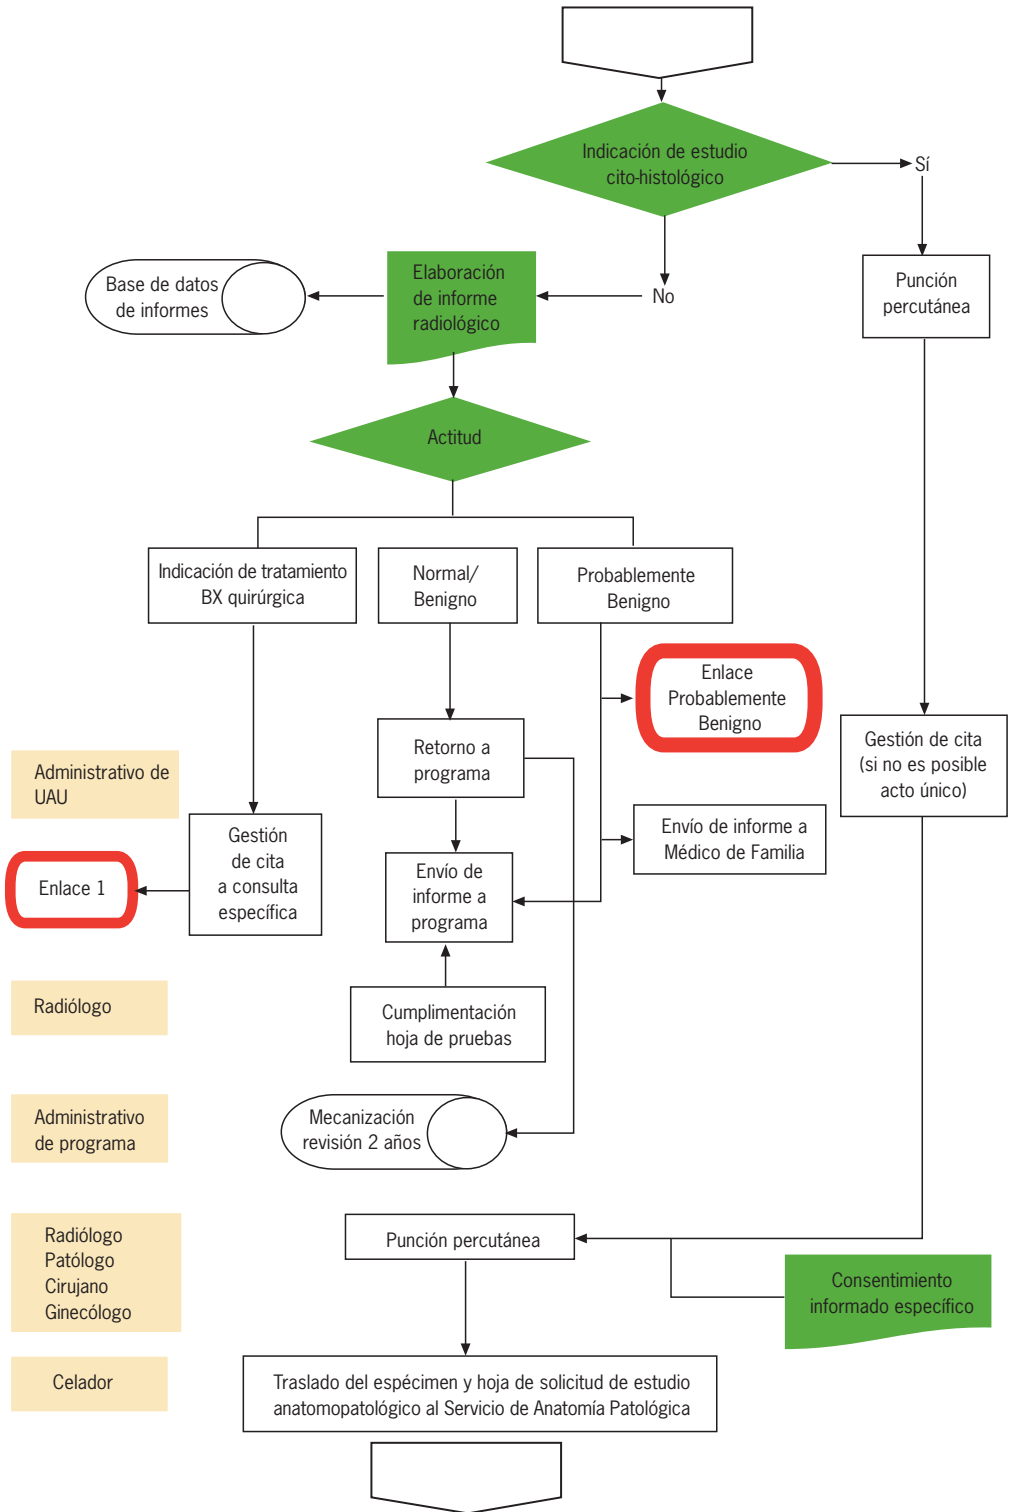 Indicación de estudio
cito-histológico
Sí
No
Elaboración
de informe
radiológico
Base de datos
de informes
Punción
percutánea
Actitud
Indicación de tratamiento
BX quirúrgica
Normal/
Benigno
Probablemente
Benigno
Enlace
Probablemente
Benigno
Retorno a
programa
Gestión de cita
(si no es posible
acto único)
Administrativo de
UAU
Gestión
de cita
a consulta
específica
Envío de informe a
Médico de Familia
Enlace 1
Envío de
informe a
programa
Radiólogo
Cumplimentación
hoja de pruebas
Administrativo
de programa
Mecanización
revisión 2 años
Radiólogo
Patólogo
Cirujano
Ginecólogo
Punción percutánea
Consentimiento
informado específico
Celador
Traslado del espécimen y hoja de solicitud de estudio
anatomopatológico al Servicio de Anatomía Patológica